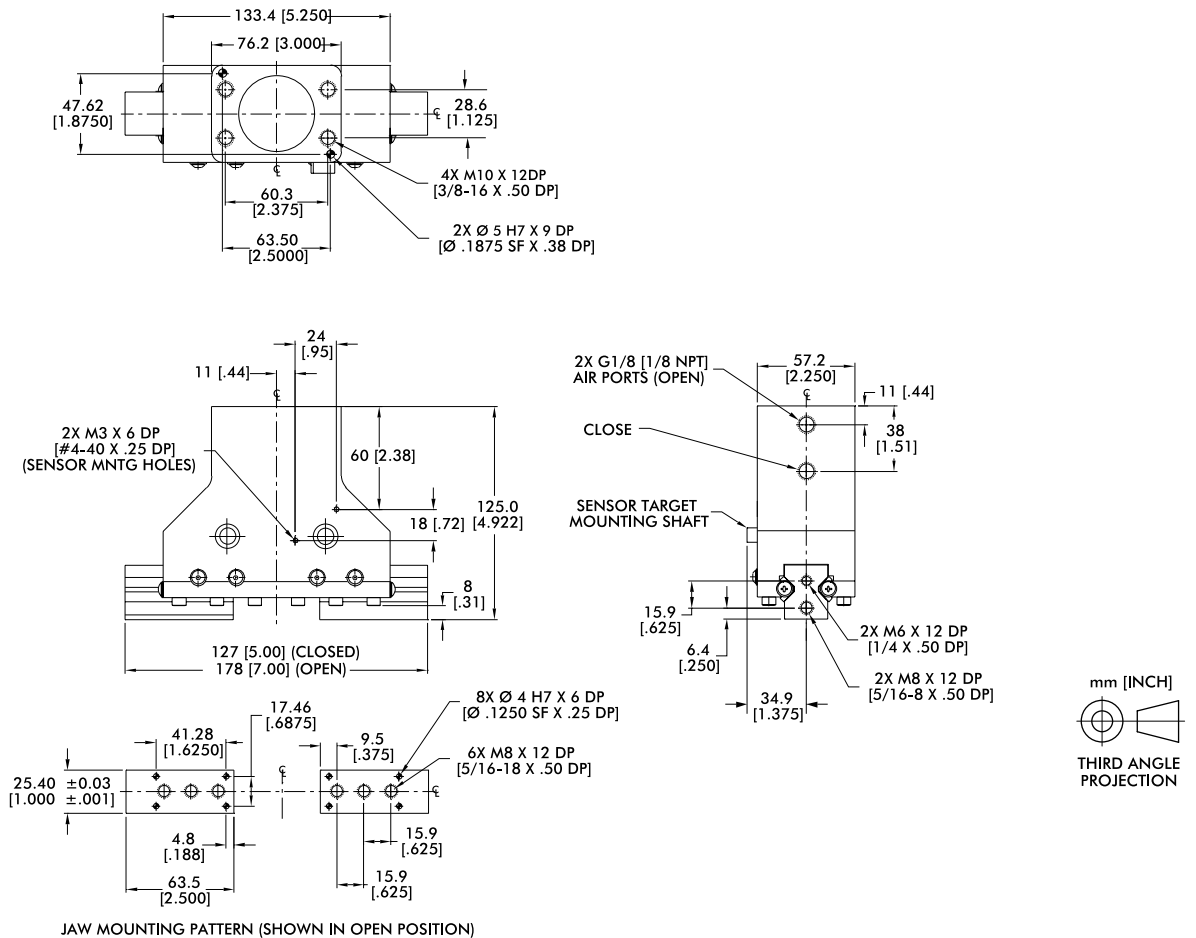 133.4 [5.250]
76.2 [3.000]
47.62
[1.8750]
28.6
[1.125]
℄
℄
4X M10 X 12DP
[3/8-16 X .50 DP]
60.3
[2.375]
2X Ø 5 H7 X 9 DP
[Ø .1875 SF X .38 DP]
63.50
[2.5000]
24
[.95]
11 [.44]
℄
2X M3 X 6 DP
[#4-40 X .25 DP]
(SENSOR MNTG HOLES)
60 [2.38]
125.0
[4.922]
18 [.72]
8
[.31]
127 [5.00] (CLOSED)
178 [7.00] (OPEN)
2X G1/8 [1/8 NPT]
AIR PORTS (OPEN)
57.2
[2.250]
℄
11 [.44]
CLOSE
38
[1.51]
SENSOR TARGET
MOUNTING SHAFT
15.9
[.625]
6.4
[.250]
2X M6 X 12 DP
[1/4 X .50 DP]
2X M8 X 12 DP
[5/16-8 X .50 DP]
34.9
[1.375]
mm [INCH]
THIRD ANGLE
PROJECTION
17.46
[.6875]
8X Ø 4 H7 X 6 DP
[Ø .1250 SF X .25 DP]
41.28
[1.6250]
9.5
[.375]
6X M8 X 12 DP
[5/16-18 X .50 DP]
℄
25.40 ±0.03
[1.000 ±.001]
℄
4.8
[.188]
15.9
[.625]
63.5
[2.500]
15.9
[.625]
JAW MOUNTING PATTERN (SHOWN IN OPEN POSITION)